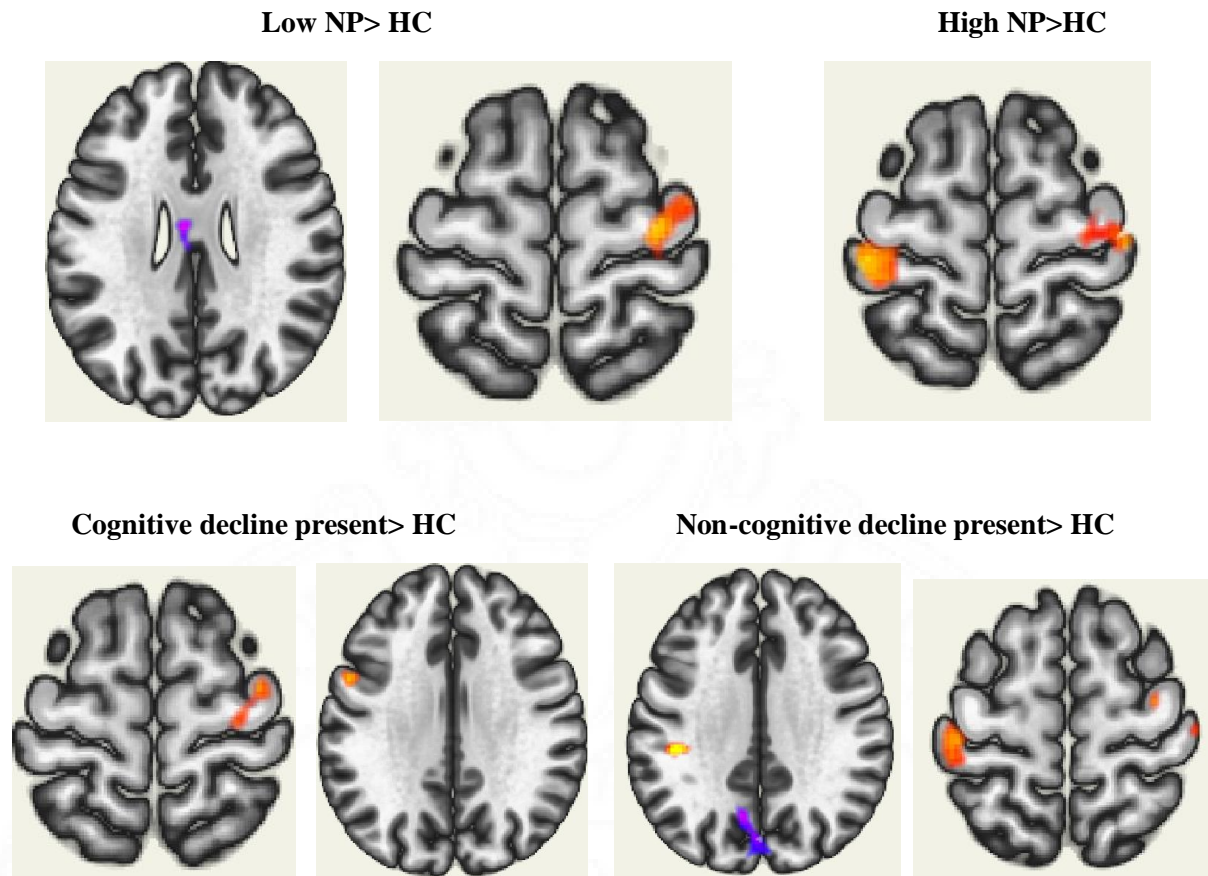 Low NP> HC
High NP>HC
Cognitive decline present> HC
Non-cognitive decline present> HC